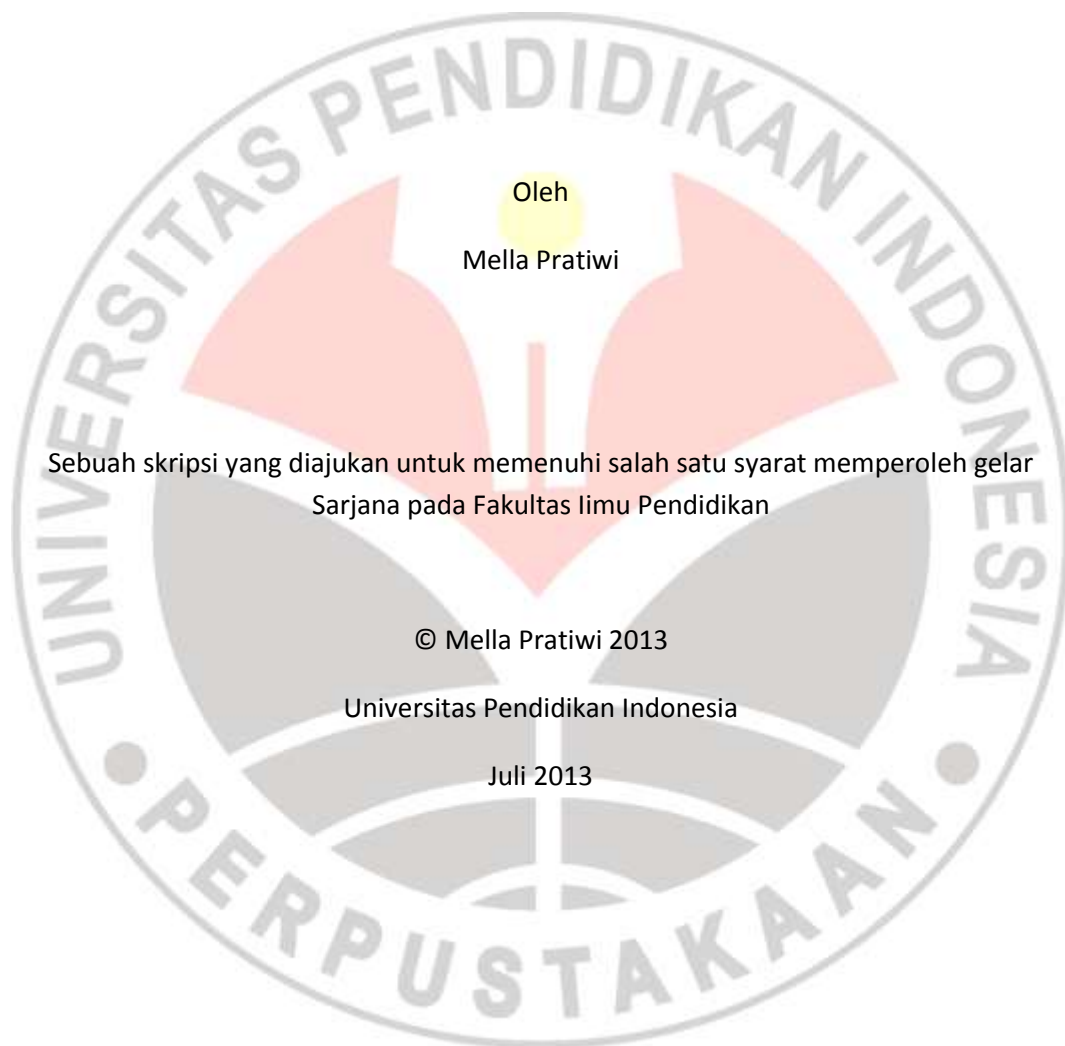 Oleh
Mella Pratiwi
Sebuah skripsi yang diajukan untuk memenuhi salah satu syarat memperoleh gelar
Sarjana pada Fakultas Iimu Pendidikan
© Mella Pratiwi 2013
Universitas Pendidikan Indonesia
Juli 2013
UNIVERSITAS PENDIDIKAN INDONESIA
PERPUSTAKAAN